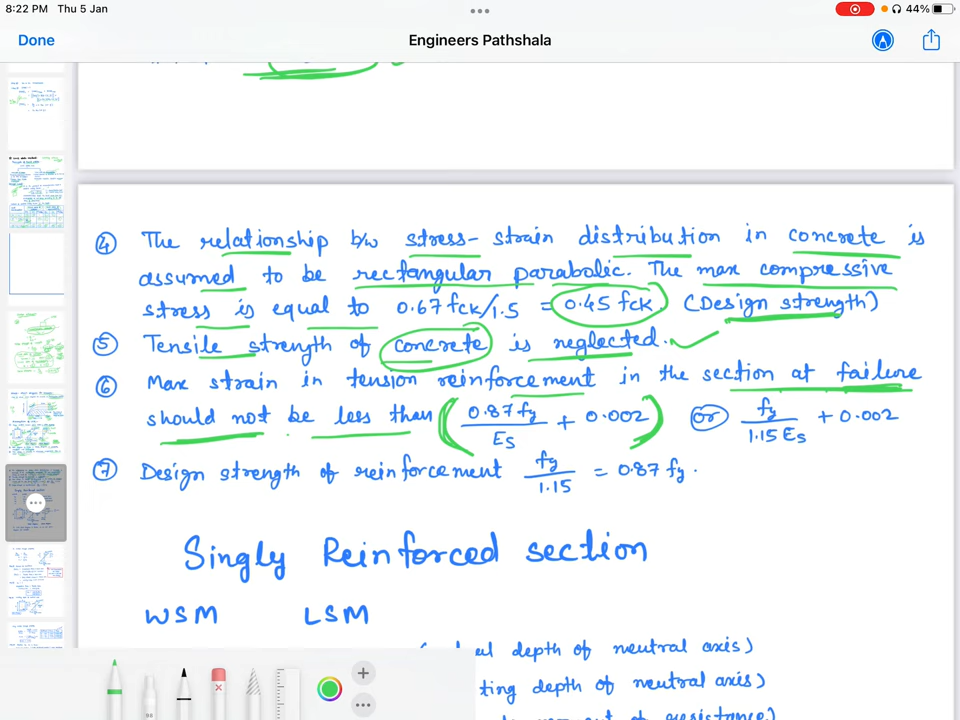 8:22 PM Thu 5 Jan
44%
Done
Engineers Pathshala
④ The relationship b/w stress-strain distribution in concrete is
assumed to be rectangular parabolic. The max compressive
stress is equal to 0.67 fck/1.5 = 0.45 fck (Design strength)
⑤ Tensile strength of concrete is neglected.
⑥ Max strain in tension reinforcement in the section at failure
should not be less than (0.87 fy/Es + 0.002) or fy/1.15 Es + 0.002
⑦ Design strength of reinforcement fy/1.15 = 0.87 fy.
Singly Reinforced section
WSM LSM
depth of neutral axis)
ting depth of neutral axis)
moment of resistance)